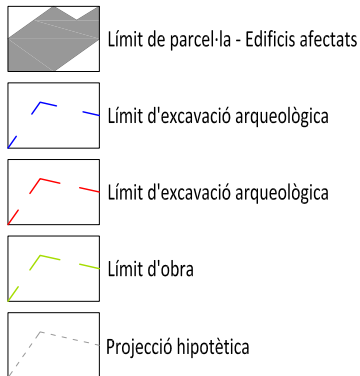 Límit de parcel·la - Edificis afectats
Límit d'excavació arqueològica
Límit d'excavació arqueològica
Límit d'obra
Projecció hipotètica